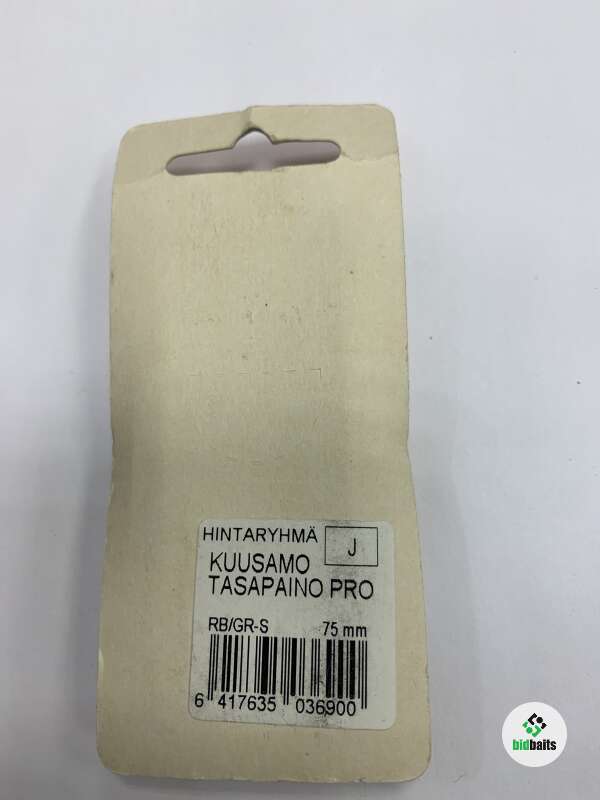 HINTARYHMÄ J
KUUSAMO
TASAPAINO PRO
RB/GR-S 75 mm
6 417635 036900
bidbaits